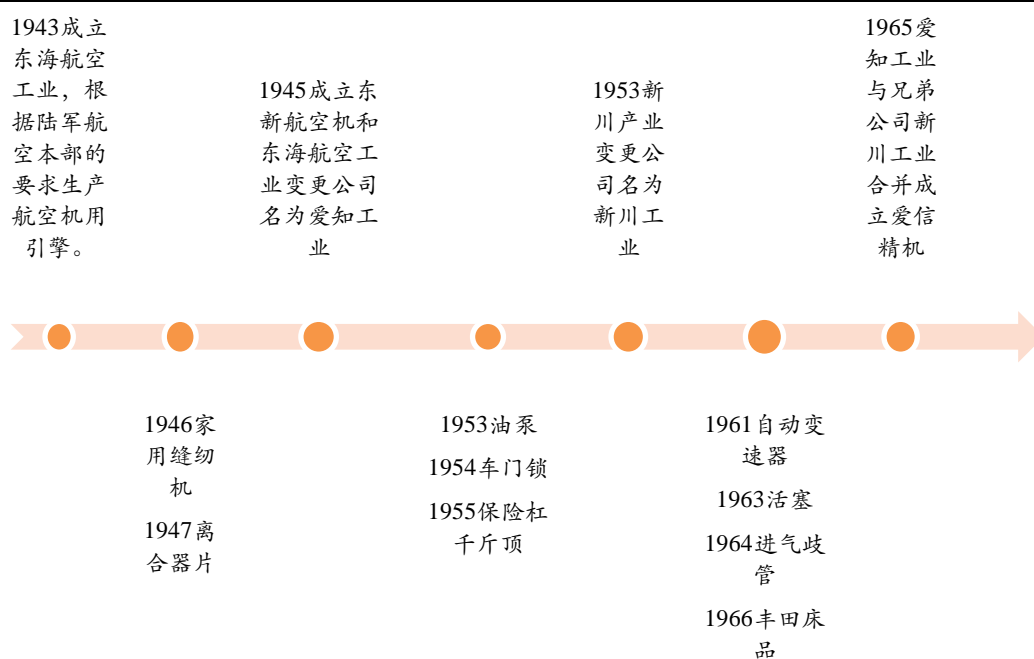 1943成立
东海航空
工业，根
据陆军航
空本部的
要求生产
航空机用
引擎。
1945成立东
新航空机和
东海航空工
业变更公司
名为爱知工
业
1953新
川产业
变更公
司名为
新川工
业
1965爱
知工业
与兄弟
公司新
川工业
合并成
立爱信
精机
1946家
用缝纫
机
1947离
合器片
1953油泵
1954车门锁
1955保险杠
千斤顶
1961自动变
速器
1963活塞
1964进气歧
管
1966丰田床
品